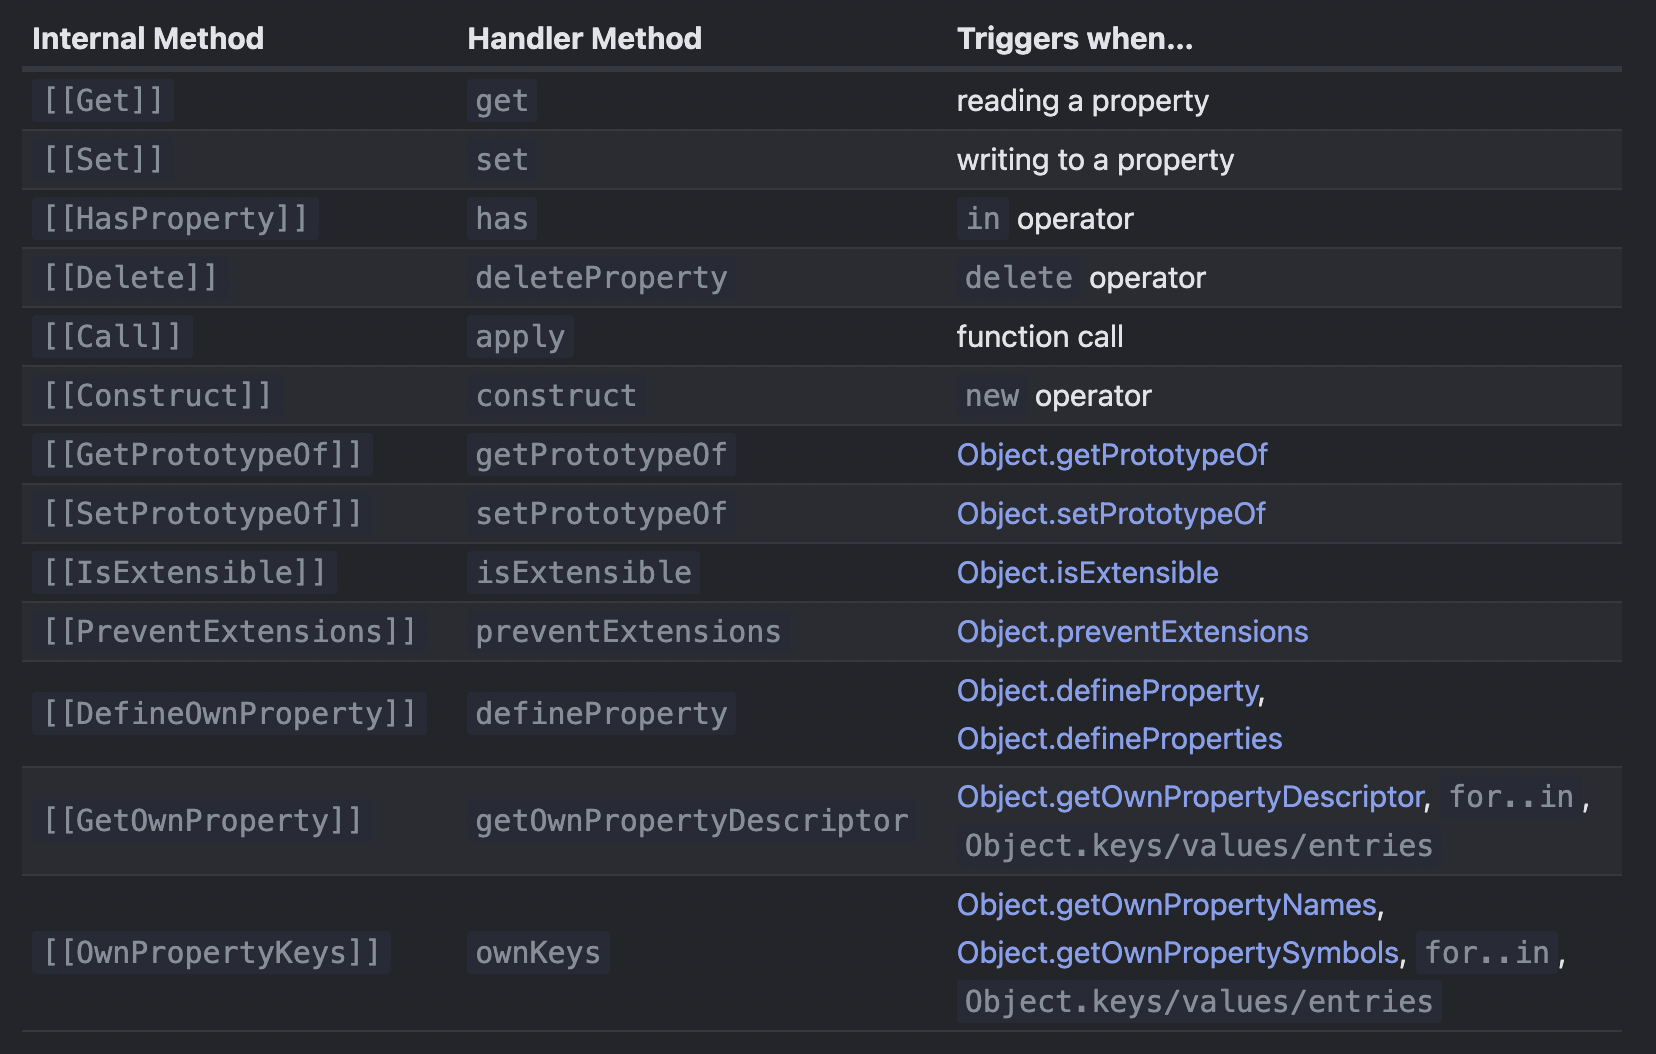 Internal Method Handler Method Triggers when...
[[Get]] get reading a property
[[Set]] set writing to a property
[[HasProperty]] has in operator
[[Delete]] deleteProperty delete operator
[[Call]] apply function call
[[Construct]] construct new operator
[[GetPrototypeOf]] getPrototypeOf Object.getPrototypeOf
[[SetPrototypeOf]] setPrototypeOf Object.setPrototypeOf
[[IsExtensible]] isExtensible Object.isExtensible
[[PreventExtensions]] preventExtensions Object.preventExtensions
[[DefineOwnProperty]] defineProperty Object.defineProperty,
Object.defineProperties
[[GetOwnProperty]] getOwnPropertyDescriptor Object.getOwnPropertyDescriptor, for..in,
Object.keys/values/entries
[[OwnPropertyKeys]] ownKeys Object.getOwnPropertyNames,
Object.getOwnPropertySymbols, for..in,
Object.keys/values/entries